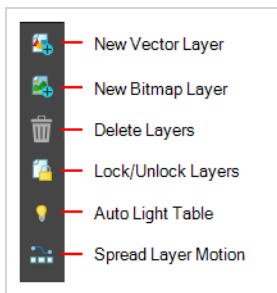 New Vector Layer
New Bitmap Layer
Delete Layers
Lock/Unlock Layers
Auto Light Table
Spread Layer Motion